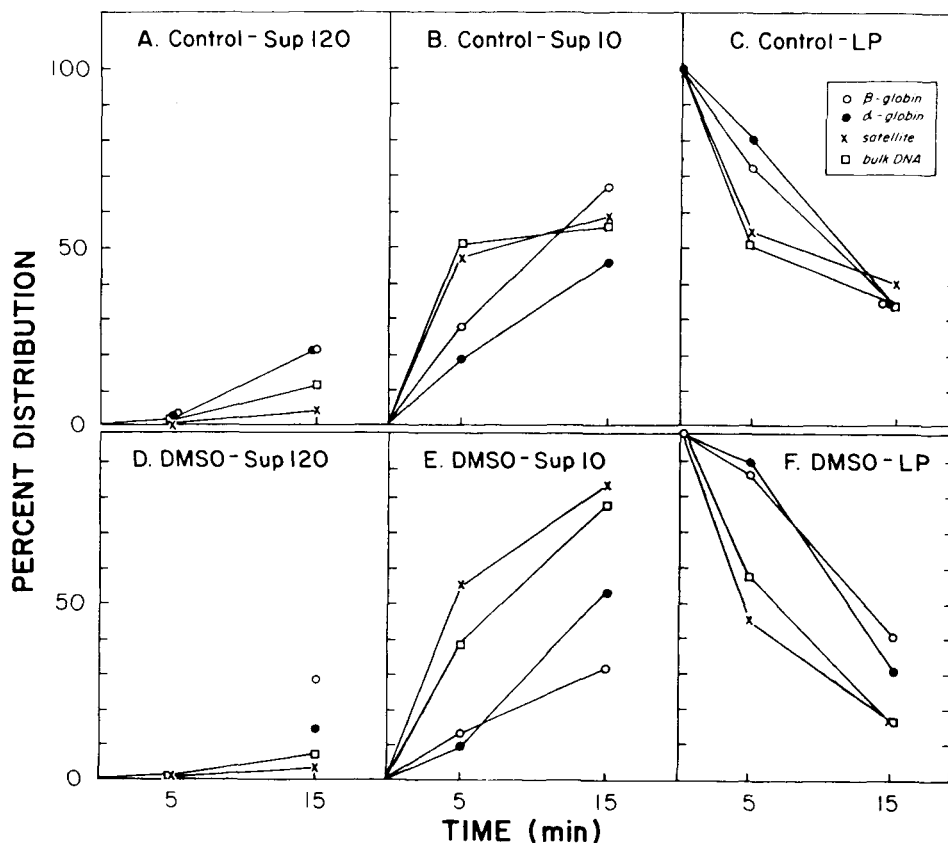 A. Control - Sup 120
B. Control - Sup 10
C. Control - LP
β-globin
α-globin
satellite
bulk DNA
100
50
0
D. DMSO - Sup 120
E. DMSO - Sup 10
F. DMSO - LP
50
0
5
15
5
15
5
15
PERCENT DISTRIBUTION
TIME (min)